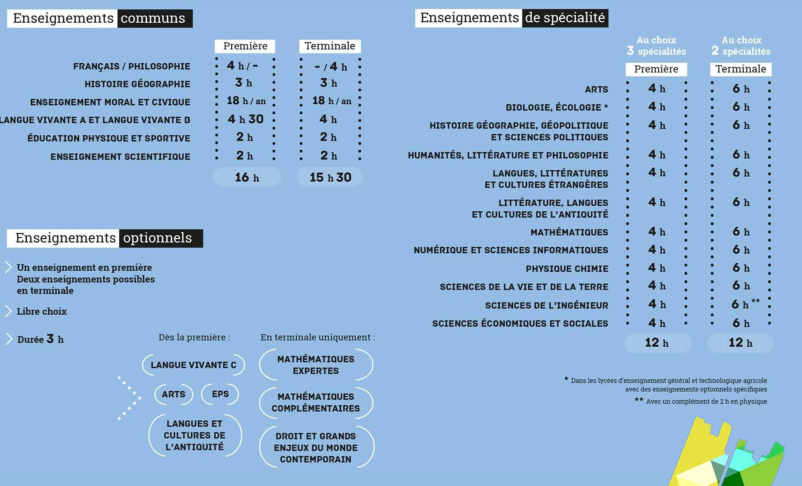 Enseignements communs
Première Terminale
FRANÇAIS / PHILOSOPHIE 4 h / - - / 4 h
HISTOIRE GÉOGRAPHIE 3 h 3 h
ENSEIGNEMENT MORAL ET CIVIQUE 18 h / an 18 h / an
LANGUE VIVANTE A ET LANGUE VIVANTE B 4 h 30 4 h
ÉDUCATION PHYSIQUE ET SPORTIVE 2 h 2 h
ENSEIGNEMENT SCIENTIFIQUE 2 h 2 h
16 h 15 h 30
Enseignements optionnels
Un enseignement en première
Deux enseignements possibles
en terminale
Libre choix
Durée 3 h
Dès la première :
LANGUE VIVANTE C
ARTS EPS
LANGUES ET
CULTURES DE
L'ANTIQUITÉ
En terminale uniquement :
MATHÉMATIQUES
EXPERTES
MATHÉMATIQUES
COMPLÉMENTAIRES
DROIT ET GRANDS
ENJEUX DU MONDE
CONTEMPORAIN
Enseignements de spécialité
Au choix Au choix
3 spécialités 2 spécialités
Première Terminale
ARTS 4 h 6 h
BIOLOGIE, ÉCOLOGIE * 4 h 6 h
HISTOIRE GÉOGRAPHIE, GÉOPOLITIQUE 4 h 6 h
ET SCIENCES POLITIQUES
HUMANITÉS, LITTÉRATURE ET PHILOSOPHIE 4 h 6 h
LANGUES, LITTÉRATURES 4 h 6 h
ET CULTURES ÉTRANGÈRES
LITTÉRATURE, LANGUES 4 h 6 h
ET CULTURES DE L'ANTIQUITÉ
MATHÉMATIQUES 4 h 6 h
NUMÉRIQUE ET SCIENCES INFORMATIQUES 4 h 6 h
PHYSIQUE CHIMIE 4 h 6 h
SCIENCES DE LA VIE ET DE LA TERRE 4 h 6 h
SCIENCES DE L'INGÉNIEUR 4 h 6 h **
SCIENCES ÉCONOMIQUES ET SOCIALES 4 h 6 h
12 h 12 h
* Dans les lycées d'enseignement général et technologique agricole
avec des enseignements optionnels spécifiques
** Avec un complément de 2 h en physique